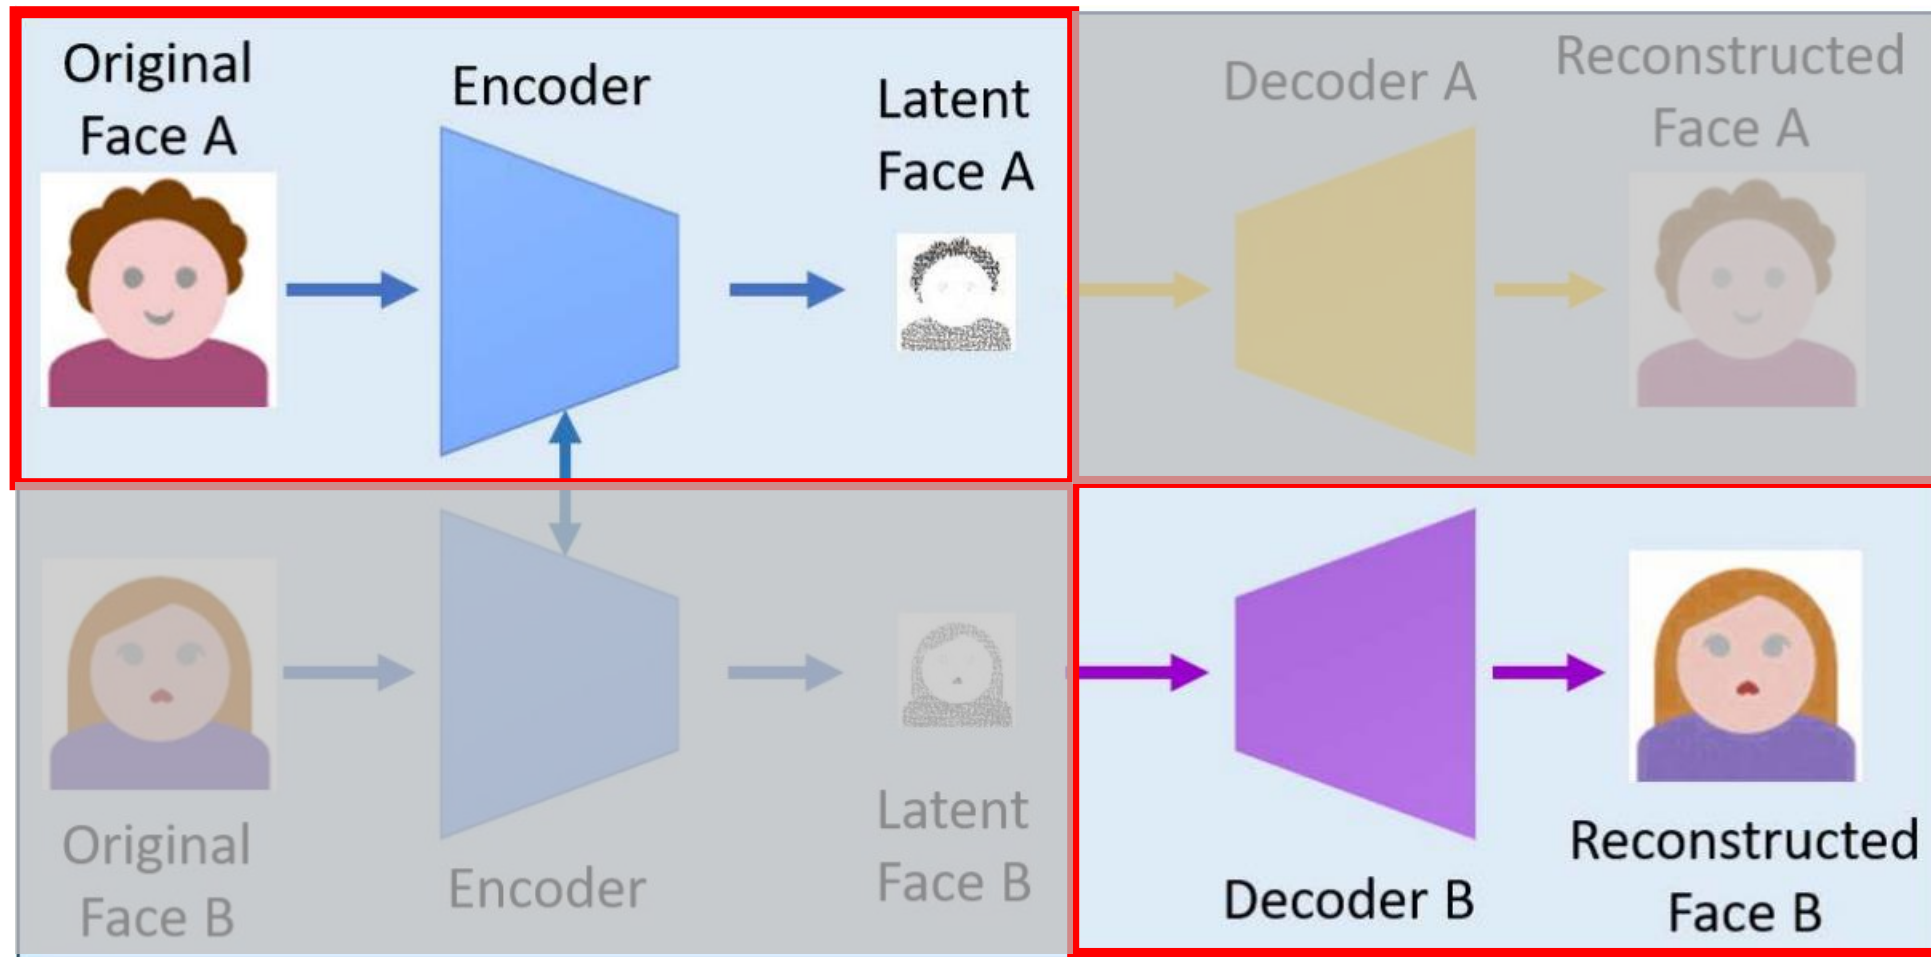 Original
Face A
Encoder
Latent
Face A
Decoder A
Reconstructed
Face A
Original
Face B
Encoder
Latent
Face B
Decoder B
Reconstructed
Face B